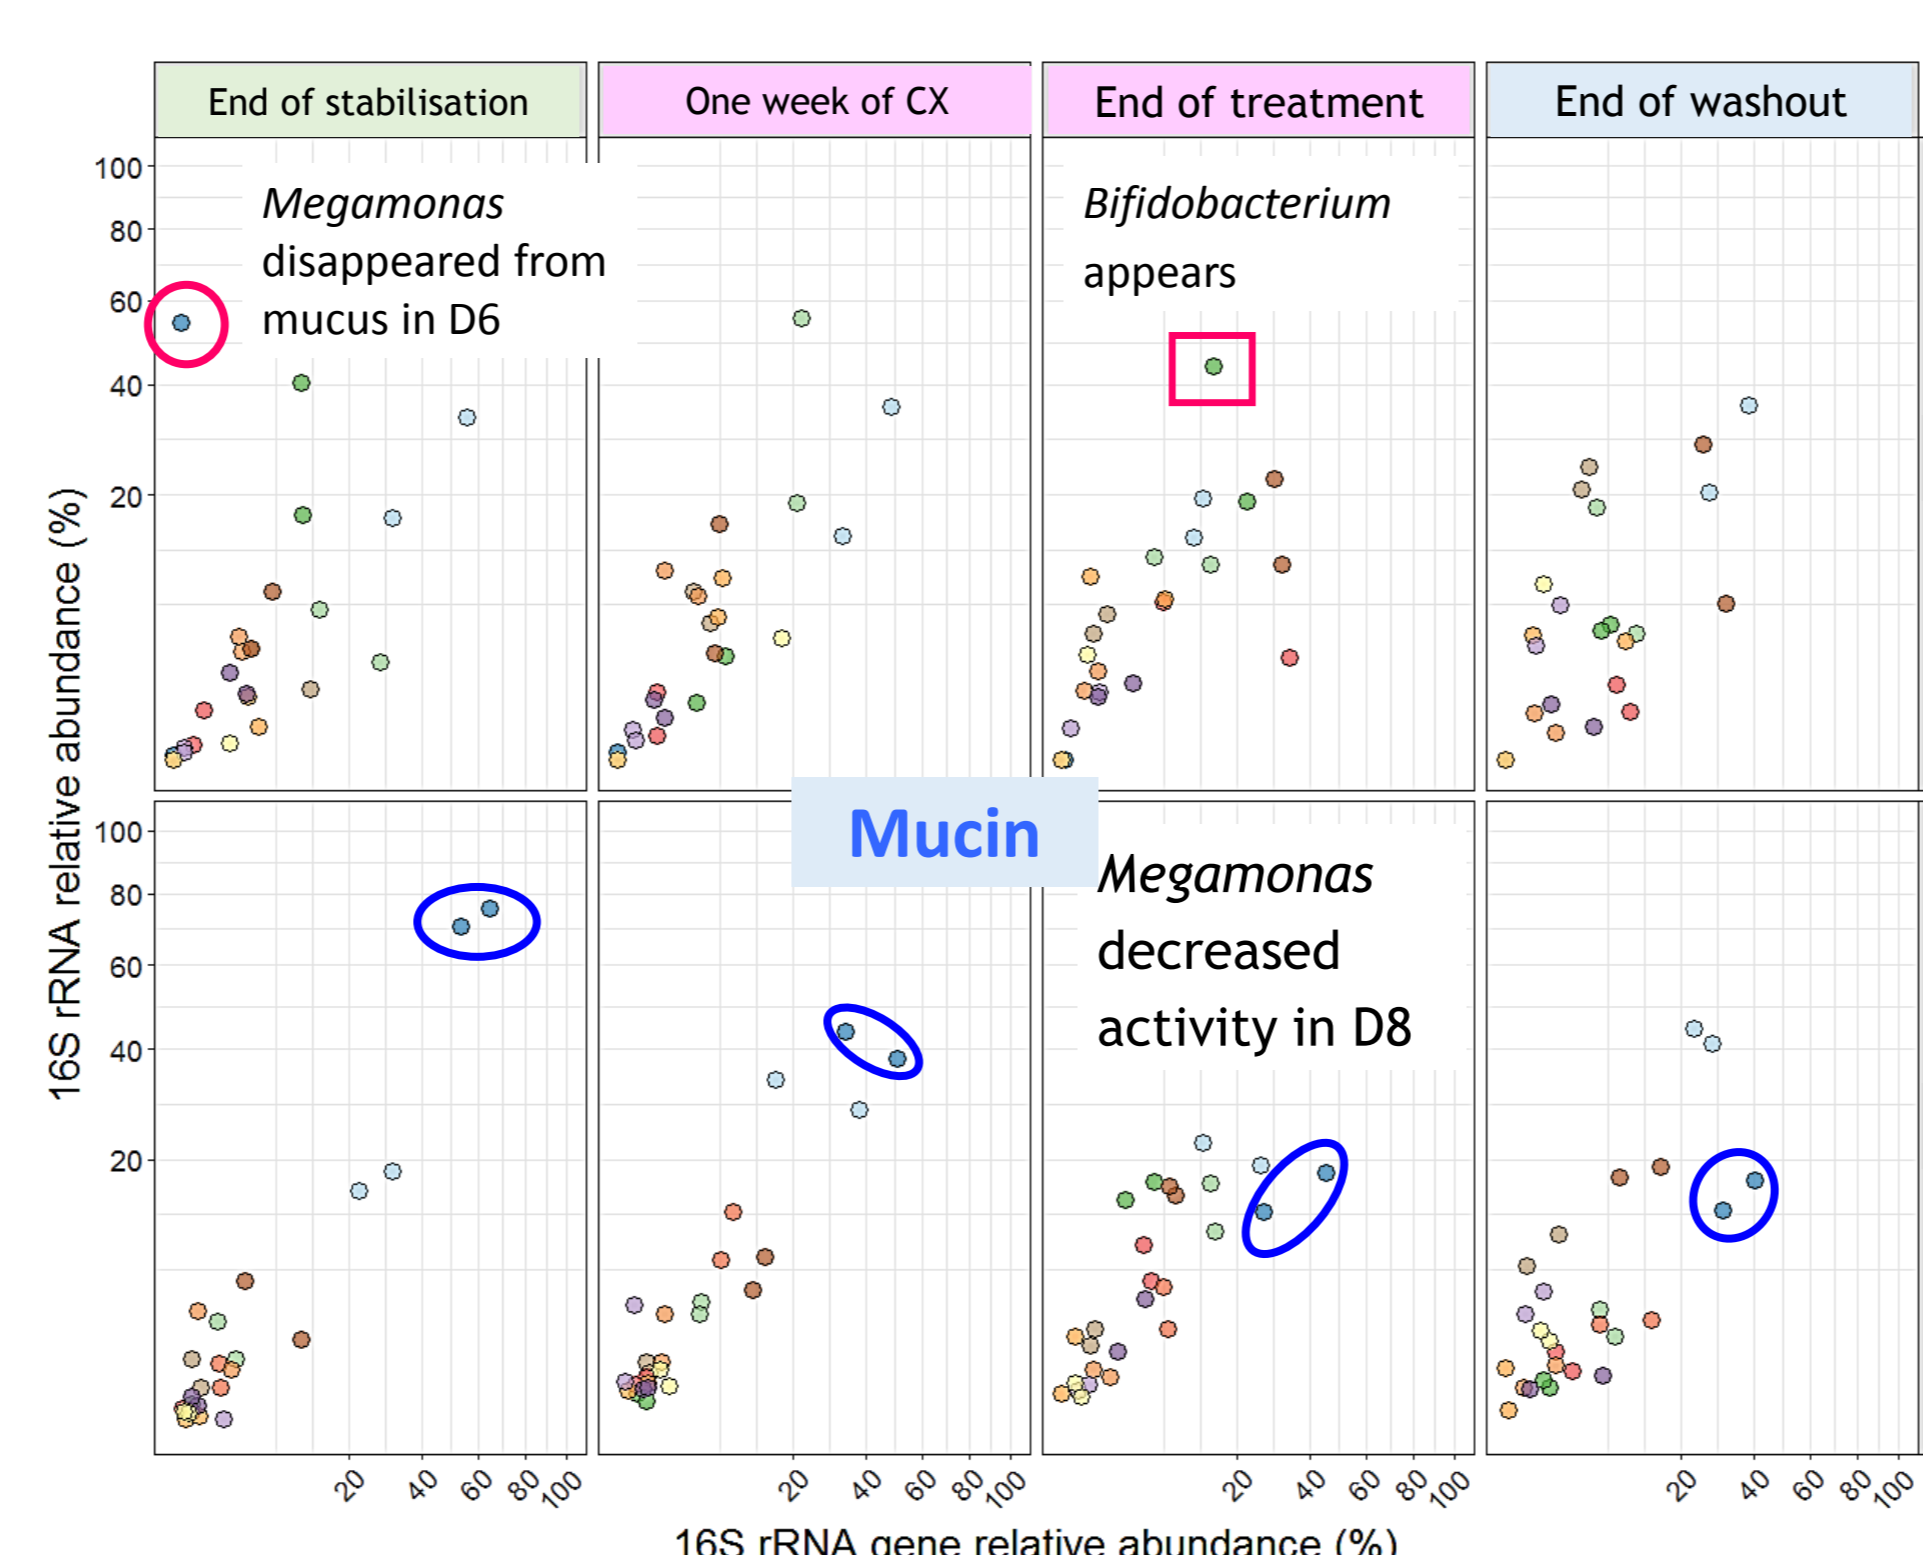 End of stabilisation
One week of CX
End of treatment
End of washout
16S rRNA relative abundance (%)
100
80
60
40
20
Megamonas
disappeared from
mucus in D6
Bifidobacterium
appears
Mucin
100
80
60
40
20
Megamonas
decreased
activity in D8
20 40 60 80 100
20 40 60 80 100
20 40 60 80 100
20 40 60 80 100
16S rRNA gene relative abundance (%)